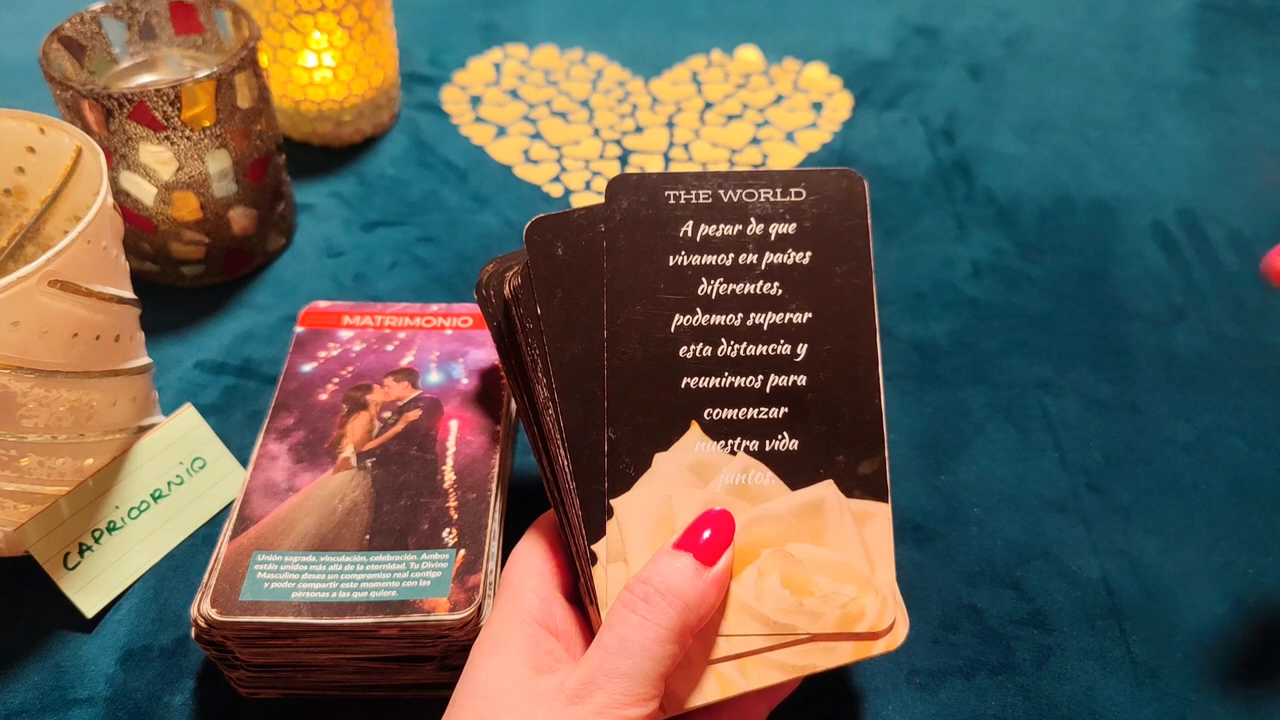 THE WORLD
A pesar de que
vivamos en países
diferentes,
podemos superar
esta distancia y
reunirnos para
comenzar
nuestra vida
juntos.
MATRIMONIO
Unión sagrada, vinculación, celebración. Ambos
estáis unidos más allá de la eternidad. Tu Divino
Masculino desea un compromiso real contigo
y poder compartir este momento con las
personas a las que quiere.
CAPRICORNIO